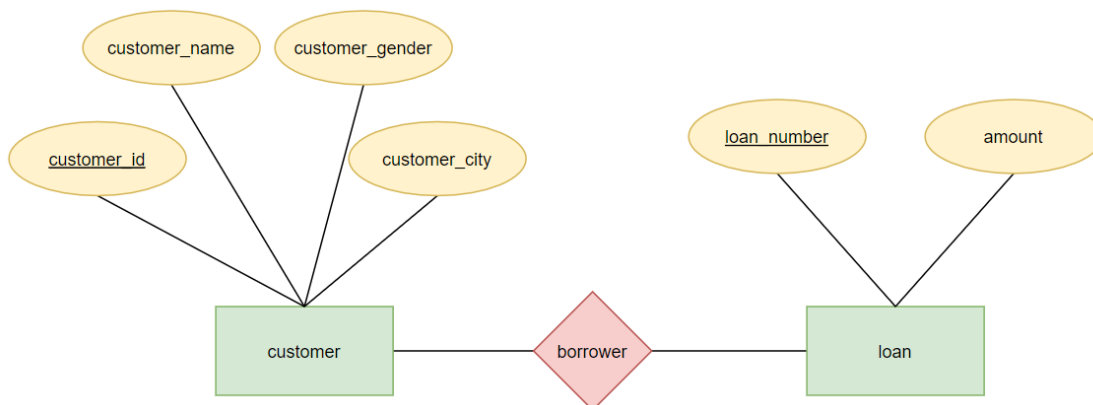 customer_name
customer_gender
customer_id
customer_city
loan_number
amount
customer
borrower
loan